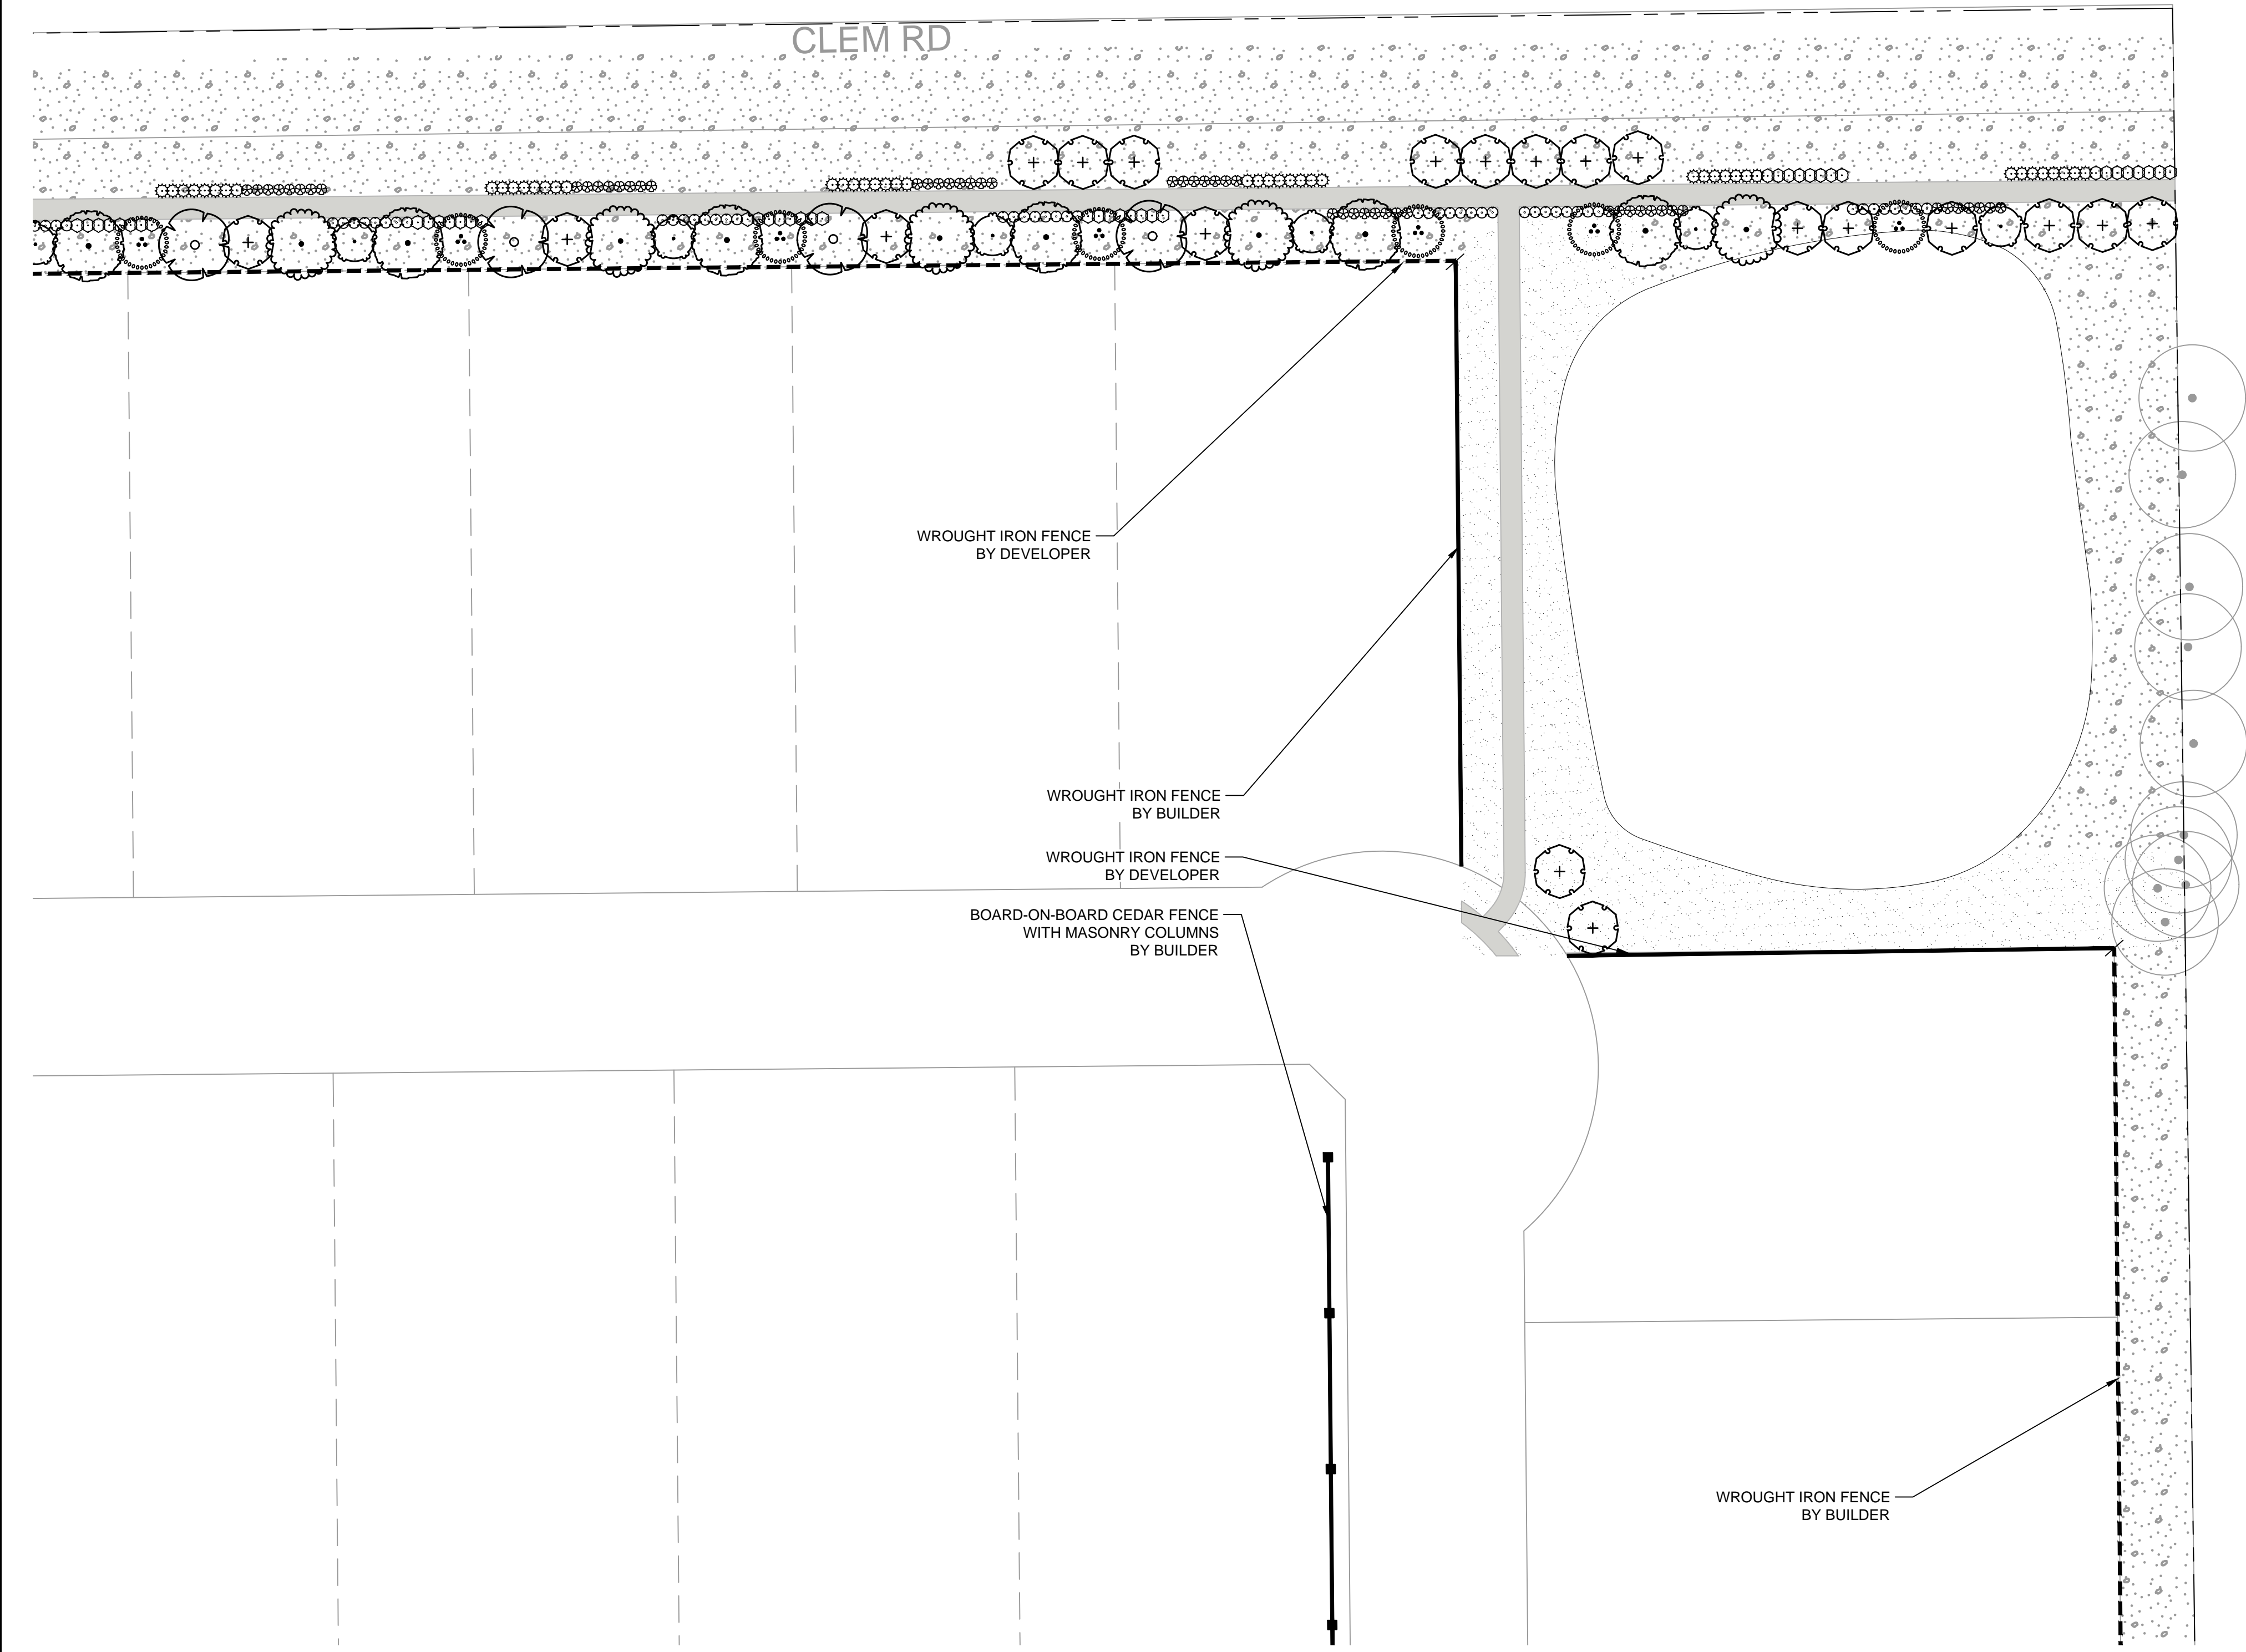 CLEM RD
WROUGHT IRON FENCE
BY DEVELOPER
WROUGHT IRON FENCE
BY BUILDER
WROUGHT IRON FENCE
BY DEVELOPER
BOARD-ON-BOARD CEDAR FENCE
WITH MASONRY COLUMNS
BY BUILDER
WROUGHT IRON FENCE
BY BUILDER